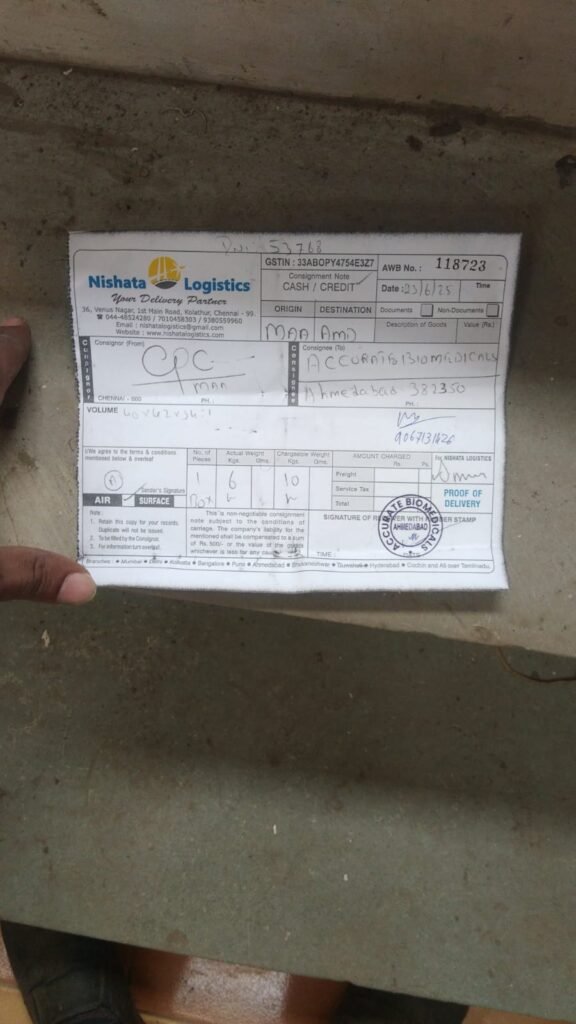 53768
Nishata Logistics
Your Delivery Partner
36, Venus Nagar, 1st Main Road, Kolathur, Chennai - 99.
☎ 044-48524280 / 7010458303 / 9380559960
Email : nishatalogistics@gmail.com
Website : www.nishatalogistics.com
GSTIN : 33ABOPY4754E3Z7
Consignment Note
CASH / CREDIT
AWB No. : 118723
Date : 23/6/25 Time
ORIGIN DESTINATION
MAA AMD
Documents Non-Documents
Description of Goods Value (Rs.)
Consignor
Consignor (From)
CPC
MAA
CHENNAI - 600 PH. :
Consignee
Consignee (To)
ACCURATE BIOMEDICALS
Ahmedabad - 382350
PH. :
VOLUME 40x42x34:1
I/We agree to the terms & conditions
mentioned below & overleaf
Sender's Signature
AIR SURFACE
No. of Pieces
1
Box
Actual Weight
Kgs. Gms.
6
Chargeable Weight
Kgs. Gms.
10
AMOUNT CHARGED
Rs. Ps.
Freight
Service Tax
Total
For NISHATA LOGISTICS
PROOF OF DELIVERY
Note :
1. Retain this copy for your records.
Duplicate will not be issued.
2. To be filled by the Consignor.
3. For information turn overleaf.
This is non-negotiable consignment
note subject to the conditions of
carriage. The company's liability for the
mentioned shall be compensated to a sum
of Rs. 500/- or the value of the goods
whichever is less for any cause
SIGNATURE OF RECEIVER WITH RUBBER STAMP
ACCURATE BIOMEDICALS
AHMEDABAD
TIME :
Branches : Mumbai Delhi Kolkatta Bangalore Pune Ahmedabad Bhubaneshwar Guwahati Hyderabad Cochin and All over Tamilnadu.